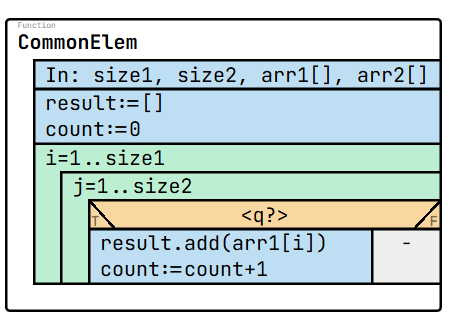 Function
CommonElem
In: size1, size2, arr1[], arr2[]
result:=[]
count:=0
i=1..size1
j=1..size2
<q?>
T
F
result.add(arr1[i])
-
count:=count+1